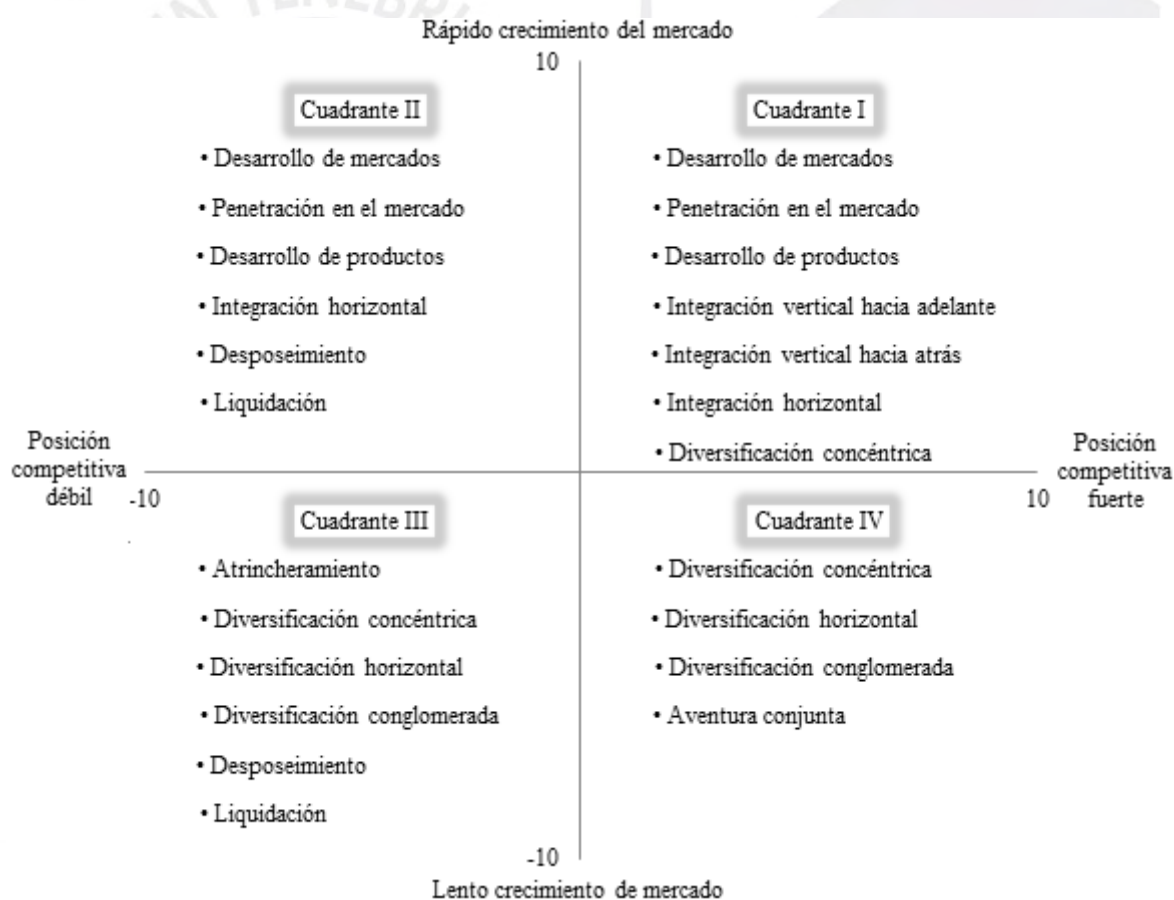 IN TENEBRI
Rápido crecimiento del mercado
10
Cuadrante II
• Desarrollo de mercados
• Penetración en el mercado
• Desarrollo de productos
• Integración horizontal
• Desposeimiento
• Liquidación
Cuadrante I
• Desarrollo de mercados
• Penetración en el mercado
• Desarrollo de productos
• Integración vertical hacia adelante
• Integración vertical hacia atrás
• Integración horizontal
• Diversificación concéntrica
Posición
competitiva
débil
-10
Posición
competitiva
fuerte
10
Cuadrante III
• Atrincheramiento
• Diversificación concéntrica
• Diversificación horizontal
• Diversificación conglomerada
• Desposeimiento
• Liquidación
Cuadrante IV
• Diversificación concéntrica
• Diversificación horizontal
• Diversificación conglomerada
• Aventura conjunta
-10
Lento crecimiento de mercado